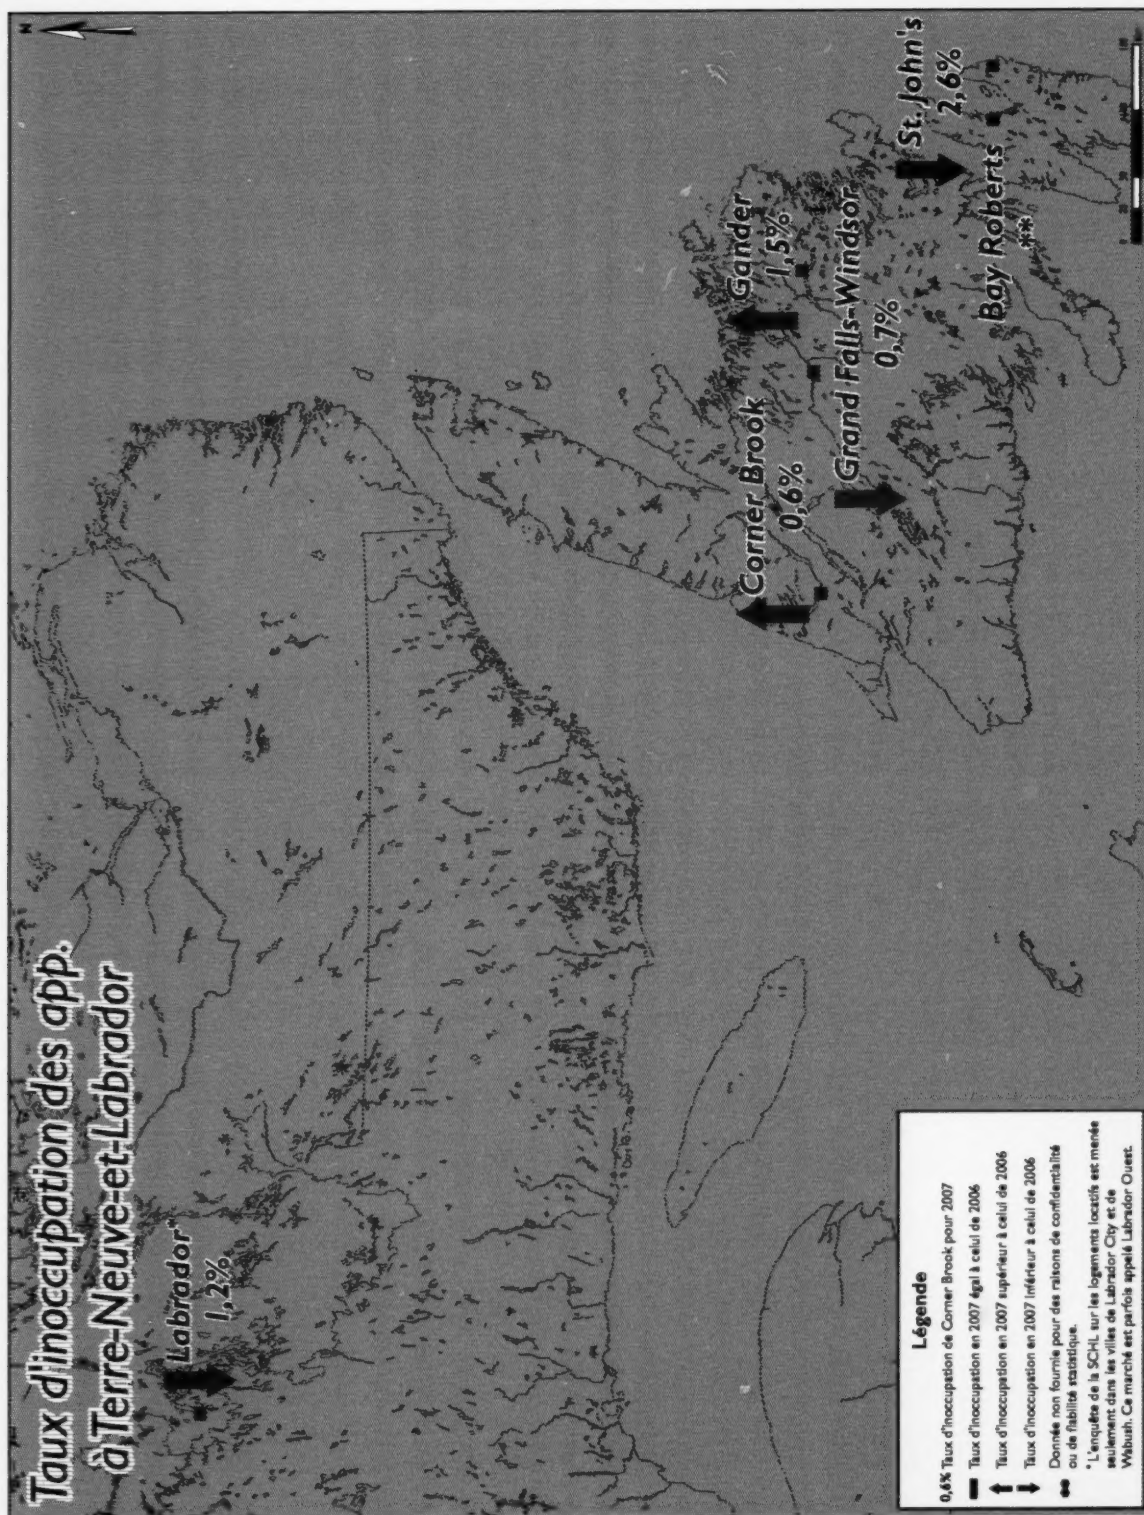 Taux d'inoccupation des app.
à Terre-Neuve-et-Labrador
N
Labrador*
1,2%
Corner Brook
0,6%
Gander
1,5%
Grand Falls-Windsor
0,7%
St. John's
2,6%
Bay Roberts
**
Légende
0,6% Taux d'inoccupation de Corner Brook pour 2007
Taux d'inoccupation en 2007 égal à celui de 2006
Taux d'inoccupation en 2007 supérieur à celui de 2006
Taux d'inoccupation en 2007 inférieur à celui de 2006
** Donnée non fournie pour des raisons de confidentialité
ou de fiabilité statistique.
* L'enquête de la SCHL sur les logements locatifs est menée
seulement dans les villes de Labrador City et de
Wabush. Ce marché est parfois appelé Labrador Ouest.